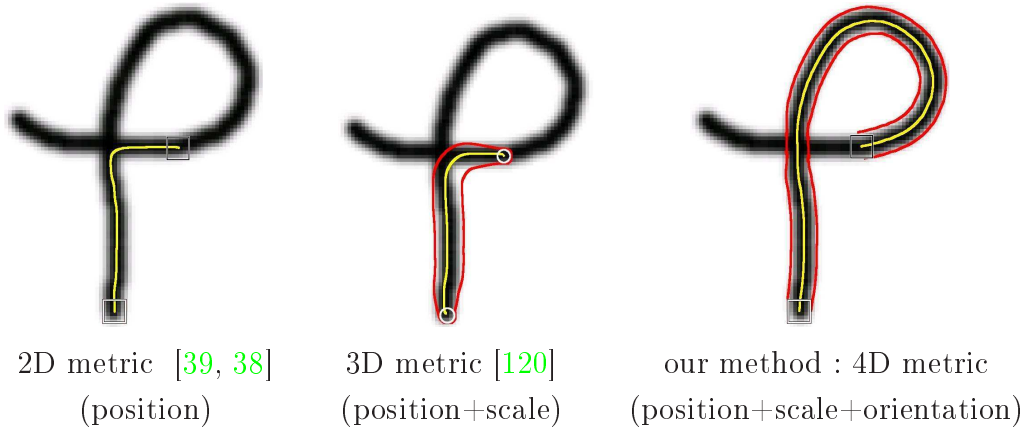 2D metric [39, 38]
(position)
3D metric [120]
(position+scale)
our method : 4D metric
(position+scale+orientation)